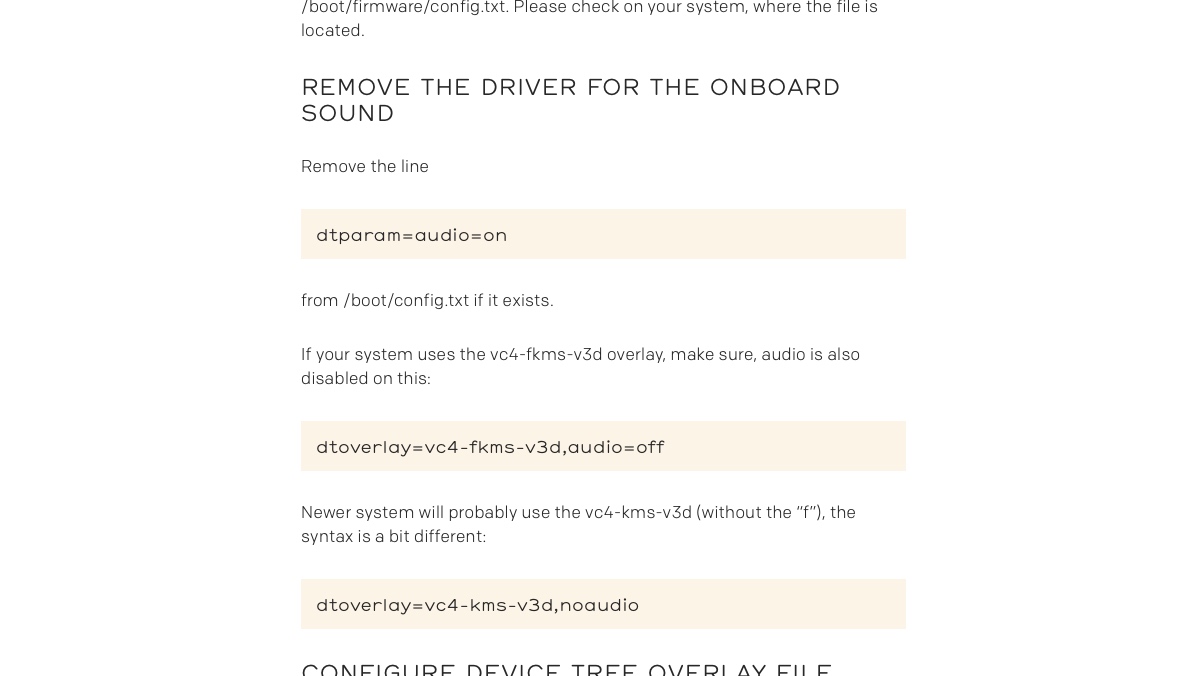 /boot/firmware/config.txt. Please check on your system, where the file is
located.
REMOVE THE DRIVER FOR THE ONBOARD
SOUND
Remove the line
dtparam=audio=on
from /boot/config.txt if it exists.
If your system uses the vc4-fkms-v3d overlay, make sure, audio is also
disabled on this:
dtoverlay=vc4-fkms-v3d,audio=off
Newer system will probably use the vc4-kms-v3d (without the “f”), the
syntax is a bit different:
dtoverlay=vc4-kms-v3d,noaudio
CONFIGURE DEVICE TREE OVERLAY FILE